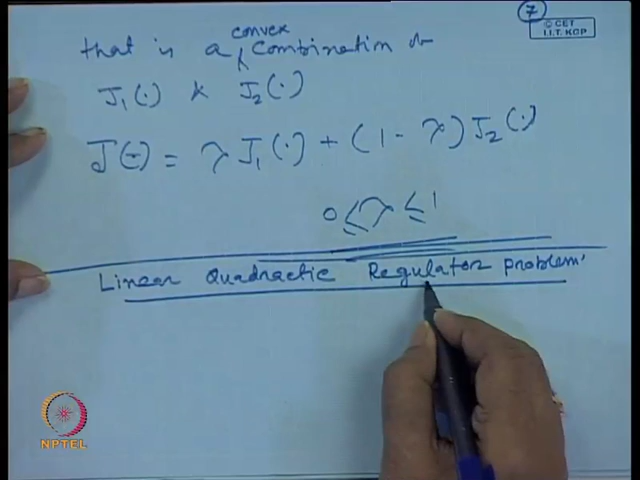 7
© CET
I.I.T. KGP
that is a convex combination of
J₁(·) & J₂(·)
J(·) = λ J₁(·) + (1 - λ) J₂(·)
0 ≤ λ ≤ 1
Linear Quadractic Regulator problem:
NPTEL